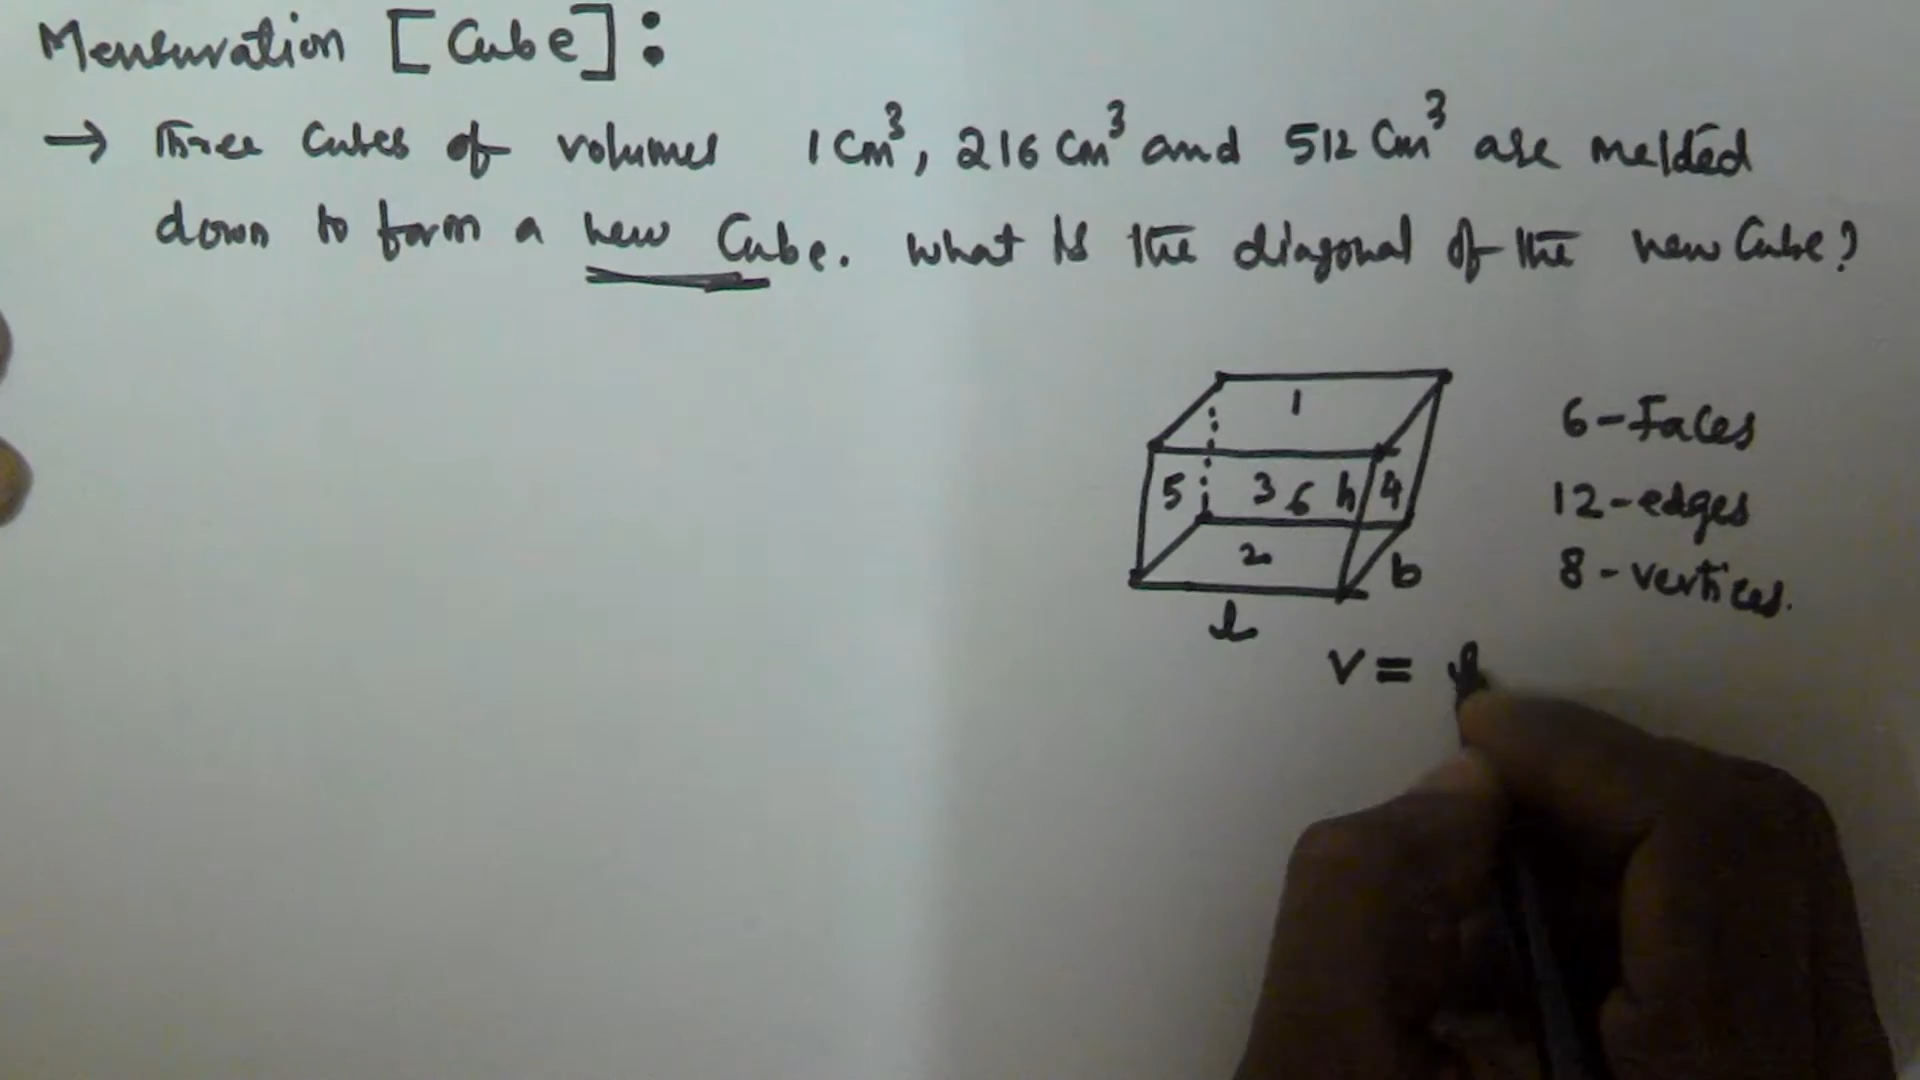 Mensuration [Cube]:
→ Three Cubes of volumes 1 Cm³, 216 Cm³ and 512 Cm³ are melded
down to form a new Cube. what is the diagonal of the new Cube?
1
6 - Faces
5 3 6 h 4
12 - edges
2
b
8 - vertices.
l
V =